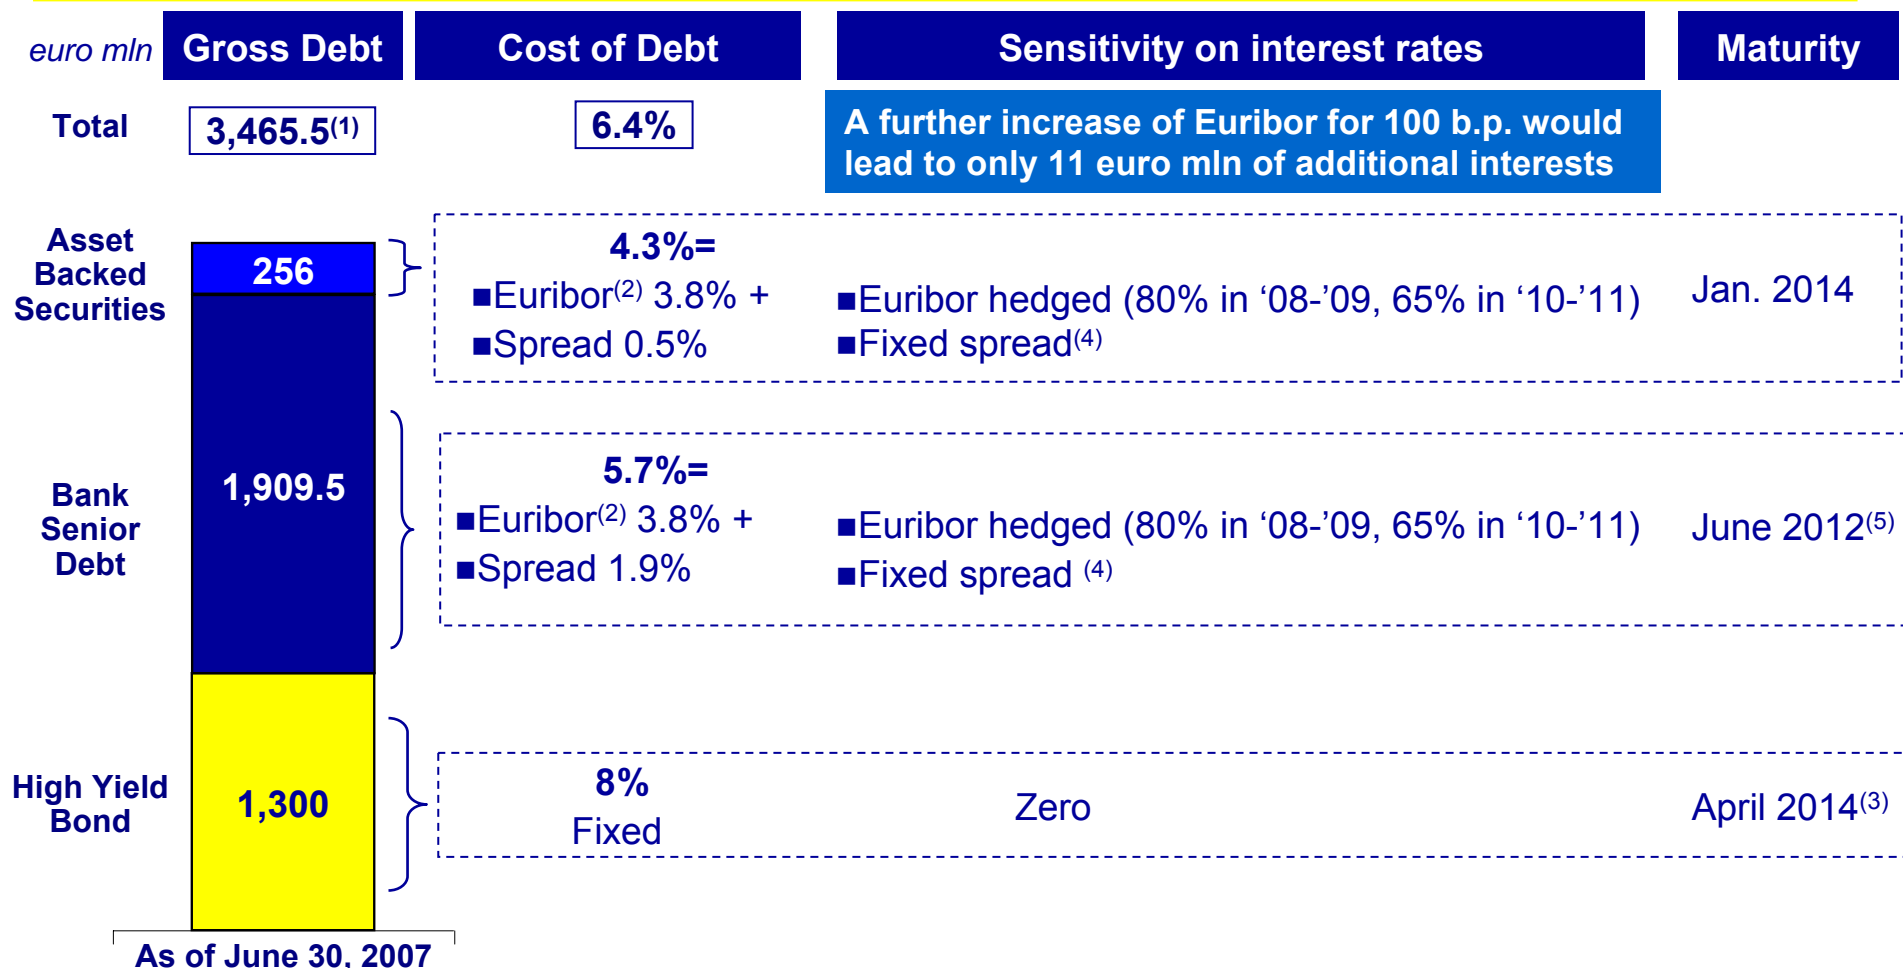 euro mln Gross Debt Cost of Debt Sensitivity on interest rates Maturity
Total 3,465.5(1) 6.4% A further increase of Euribor for 100 b.p. would
lead to only 11 euro mln of additional interests
Asset
Backed
Securities
256
4.3%=
■Euribor(2) 3.8% +
■Spread 0.5%
■Euribor hedged (80% in ‘08-’09, 65% in ‘10-’11)
■Fixed spread(4)
Jan. 2014
Bank
Senior
Debt
1,909.5
5.7%=
■Euribor(2) 3.8% +
■Spread 1.9%
■Euribor hedged (80% in ‘08-’09, 65% in ‘10-’11)
■Fixed spread (4)
June 2012(5)
High Yield
Bond
1,300
8%
Fixed
Zero
April 2014(3)
As of June 30, 2007